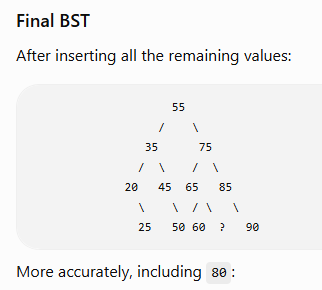 Final BST
After inserting all the remaining values:
55
/ \
35 75
/ \ / \
20 45 65 85
\ \ / \ \
25 50 60 ? 90
More accurately, including 80: